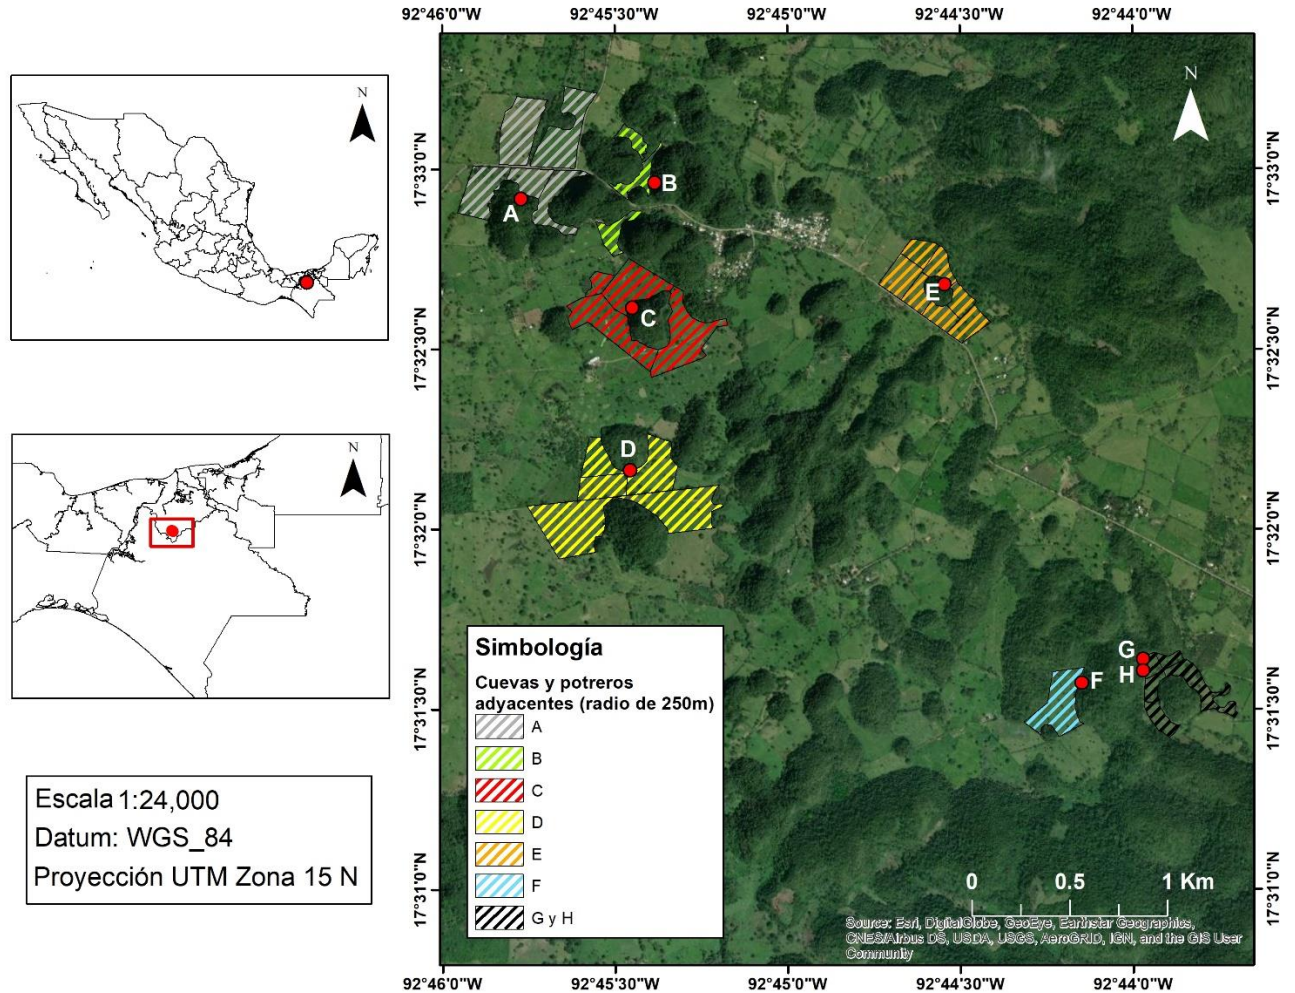 92°46'0"W 92°45'30"W 92°45'0"W 92°44'30"W 92°44'0"W
N
N
N
17°33'0"N
17°32'30"N
17°32'0"N
17°31'30"N
17°31'0"N
17°33'0"N
17°32'30"N
17°32'0"N
17°31'30"N
17°31'0"N
A
B
C
D
E
F
G
H
Escala 1:24,000
Datum: WGS_84
Proyección UTM Zona 15 N
Simbología
Cuevas y potreros
adyacentes (radio de 250m)
A
B
C
D
E
F
G y H
0 0.5 1 Km
Source: Esri, DigitalGlobe, GeoEye, Earthstar Geographics,
CNES/Airbus DS, USDA, USGS, AeroGRID, IGN, and the GIS User
Community
92°46'0"W 92°45'30"W 92°45'0"W 92°44'30"W 92°44'0"W